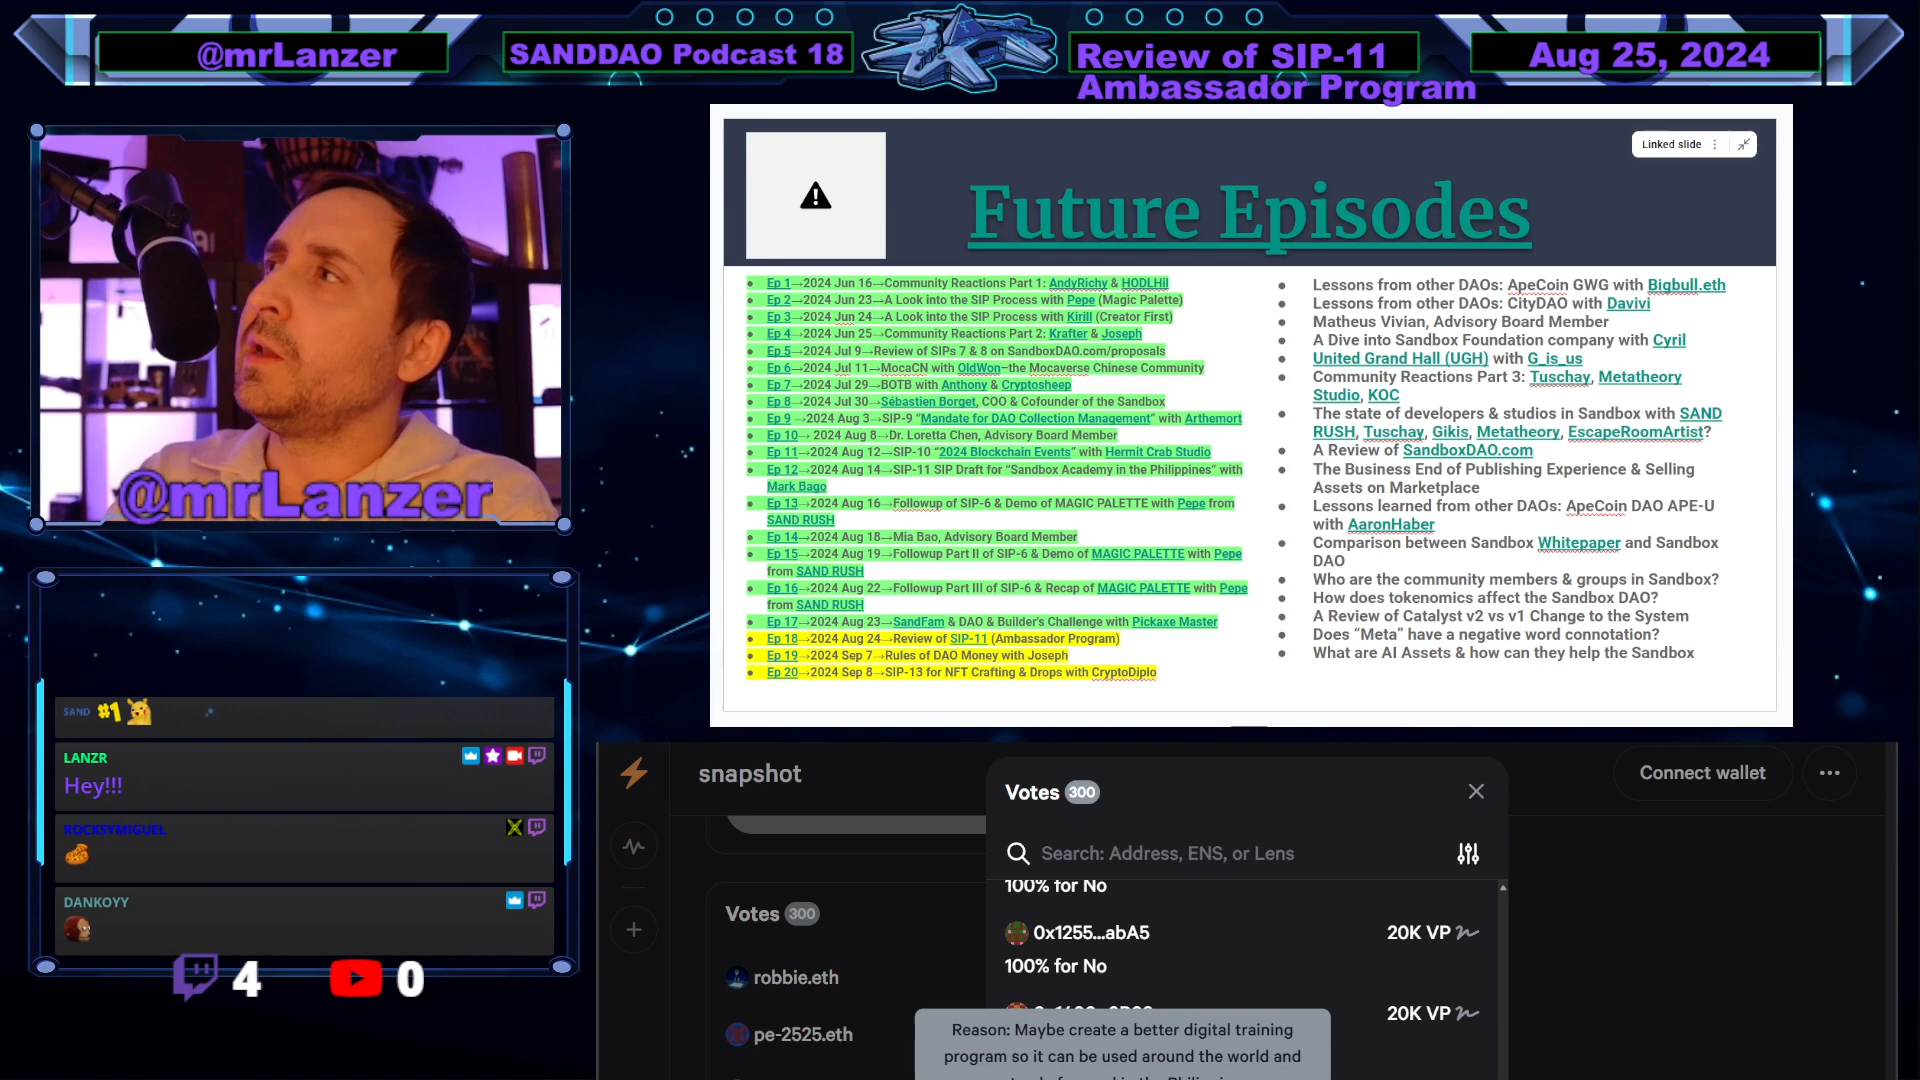 @mrLanzer
SANDDAO Podcast 18
Review of SIP-11
Ambassador Program
Aug 25, 2024
Linked slide
Future Episodes
Ep 1→2024 Jun 16→Community Reactions Part 1: AndyRichy & HODLHil
Ep 2→2024 Jun 23→A Look into the SIP Process with Pepe (Magic Palette)
Ep 3→2024 Jun 24→A Look into the SIP Process with Kirill (Creator First)
Ep 4→2024 Jun 25→Community Reactions Part 2: Krafter & Joseph
Ep 5→2024 Jul 9→Review of SIPs 7 & 8 on SandboxDAO.com/proposals
Ep 6→2024 Jul 11→MocaCN with OldWon–the Mocaverse Chinese Community
Ep 7→2024 Jul 29→BOTB with Anthony & Cryptosheep
Ep 8→2024 Jul 30→Sébastien Borget, COO & Cofounder of the Sandbox
Ep 9 →2024 Aug 3→SIP-9 “Mandate for DAO Collection Management” with Arthemort
Ep 10→ 2024 Aug 8→Dr. Loretta Chen, Advisory Board Member
Ep 11→2024 Aug 12→SIP-10 “2024 Blockchain Events” with Hermit Crab Studio
Ep 12→2024 Aug 14→SIP-11 SIP Draft for “Sandbox Academy in the Philippines” with
Mark Bago
Ep 13→2024 Aug 16→Followup of SIP-6 & Demo of MAGIC PALETTE with Pepe from
SAND RUSH
Ep 14→2024 Aug 18→Mia Bao, Advisory Board Member
Ep 15→2024 Aug 19→Followup Part II of SIP-6 & Demo of MAGIC PALETTE with Pepe
from SAND RUSH
Ep 16→2024 Aug 22→Followup Part III of SIP-6 & Recap of MAGIC PALETTE with Pepe
from SAND RUSH
Ep 17→2024 Aug 23→SandFam & DAO & Builder's Challenge with Pickaxe Master
Ep 18→2024 Aug 24→Review of SIP-11 (Ambassador Program)
Ep 19→2024 Sep 7→Rules of DAO Money with Joseph
Ep 20→2024 Sep 8→SIP-13 for NFT Crafting & Drops with CryptoDiplo
Lessons from other DAOs: ApeCoin GWG with Bigbull.eth
Lessons from other DAOs: CityDAO with Davivi
Matheus Vivian, Advisory Board Member
A Dive into Sandbox Foundation company with Cyril
United Grand Hall (UGH) with G_is_us
Community Reactions Part 3: Tuschay, Metatheory
Studio, KOC
The state of developers & studios in Sandbox with SAND
RUSH, Tuschay, Gikis, Metatheory, EscapeRoomArtist?
A Review of SandboxDAO.com
The Business End of Publishing Experience & Selling
Assets on Marketplace
Lessons learned from other DAOs: ApeCoin DAO APE-U
with AaronHaber
Comparison between Sandbox Whitepaper and Sandbox
DAO
Who are the community members & groups in Sandbox?
How does tokenomics affect the Sandbox DAO?
A Review of Catalyst v2 vs v1 Change to the System
Does “Meta” have a negative word connotation?
What are AI Assets & how can they help the Sandbox
@mrLanzer
SAND #1
LANZR
Hey!!!
ROCKSYMIGUEL
DANKOYY
4
0
snapshot
Connect wallet
Votes 300
robbie.eth
pe-2525.eth
Votes 300
Search: Address, ENS, or Lens
100% for No
0x1255...abA5
20K VP
100% for No
20K VP
Reason: Maybe create a better digital training
program so it can be used around the world and